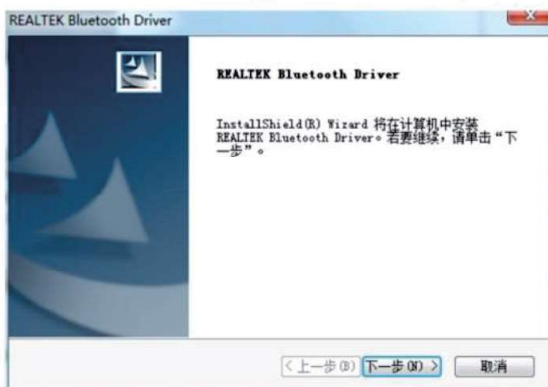 REALTEK Bluetooth Driver
REALTEK Bluetooth Driver
InstallShield(R) Wizard 将在计算机中安装
REALTEK Bluetooth Driver。若要继续，请单击“下
一步”。
<上一步(B) 下一步(N)> 取消